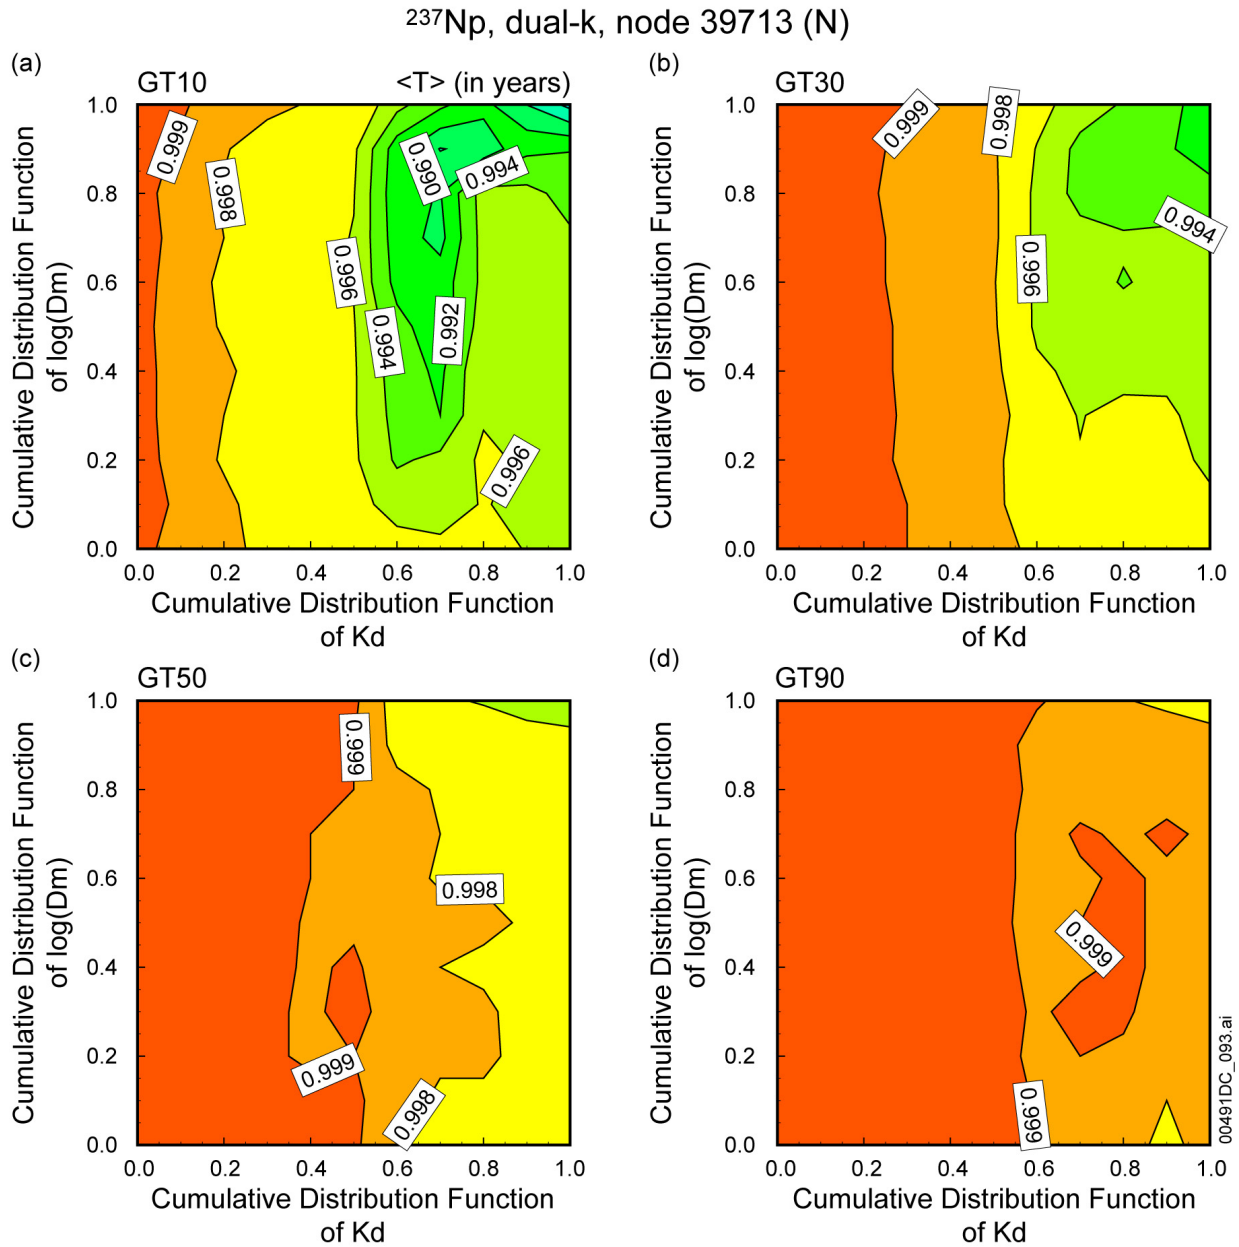 ²³⁷Np, dual-k, node 39713 (N)
(a)
GT10 <T> (in years)
Cumulative Distribution Function
of log(Dm)
1.0
0.8
0.6
0.4
0.2
0.0
0.999
0.998
0.996
0.994
0.990
0.994
0.992
0.996
0.0 0.2 0.4 0.6 0.8 1.0
Cumulative Distribution Function
of Kd
(b)
GT30
Cumulative Distribution Function
of log(Dm)
1.0
0.8
0.6
0.4
0.2
0.0
0.999
0.998
0.996
0.994
0.0 0.2 0.4 0.6 0.8 1.0
Cumulative Distribution Function
of Kd
(c)
GT50
Cumulative Distribution Function
of log(Dm)
1.0
0.8
0.6
0.4
0.2
0.0
0.999
0.998
0.999
0.998
0.0 0.2 0.4 0.6 0.8 1.0
Cumulative Distribution Function
of Kd
(d)
GT90
Cumulative Distribution Function
of log(Dm)
1.0
0.8
0.6
0.4
0.2
0.0
0.999
0.999
0.0 0.2 0.4 0.6 0.8 1.0
Cumulative Distribution Function
of Kd
00491DC_093.ai